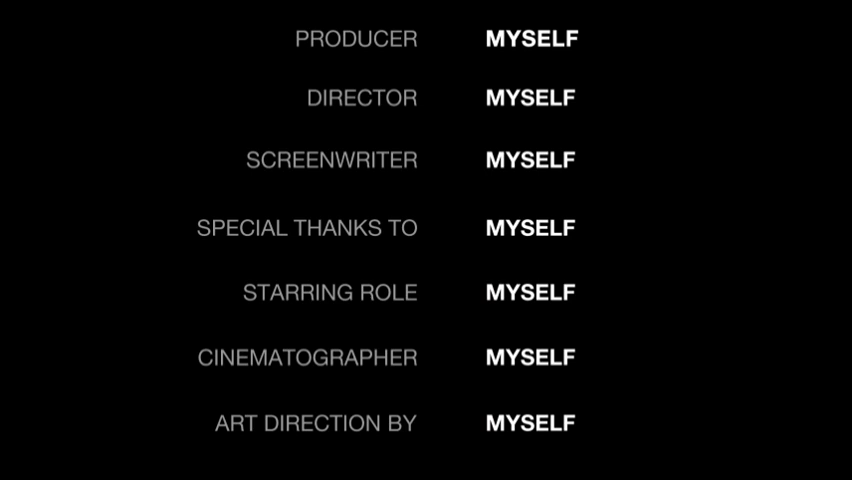 PRODUCER MYSELF
DIRECTOR MYSELF
SCREENWRITER MYSELF
SPECIAL THANKS TO MYSELF
STARRING ROLE MYSELF
CINEMATOGRAPHER MYSELF
ART DIRECTION BY MYSELF